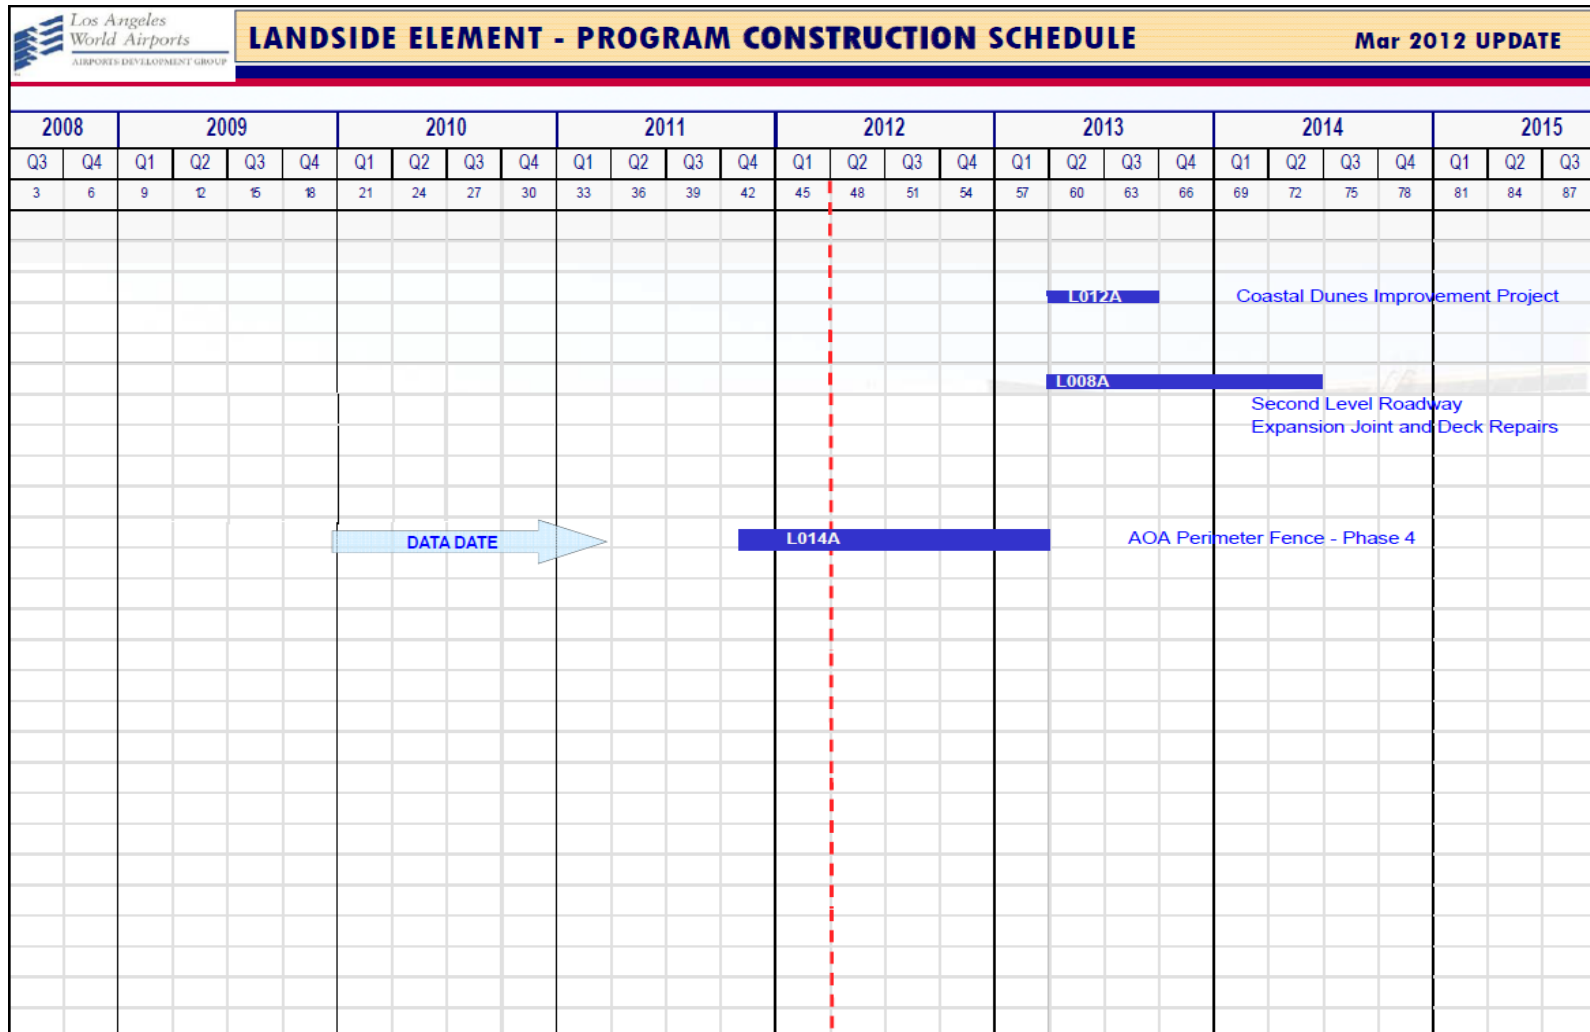 Los Angeles
World Airports
AIRPORTS DEVELOPMENT GROUP
LANDSIDE ELEMENT - PROGRAM CONSTRUCTION SCHEDULE
Mar 2012 UPDATE
2008 2009 2010 2011 2012 2013 2014 2015
Q3 Q4 Q1 Q2 Q3 Q4 Q1 Q2 Q3 Q4 Q1 Q2 Q3 Q4 Q1 Q2 Q3 Q4 Q1 Q2 Q3 Q4 Q1 Q2 Q3 Q4 Q1 Q2 Q3
3 6 9 12 15 18 21 24 27 30 33 36 39 42 45 48 51 54 57 60 63 66 69 72 75 78 81 84 87
L012A Coastal Dunes Improvement Project
L008A
Second Level Roadway
Expansion Joint and Deck Repairs
DATA DATE L014A AOA Perimeter Fence - Phase 4